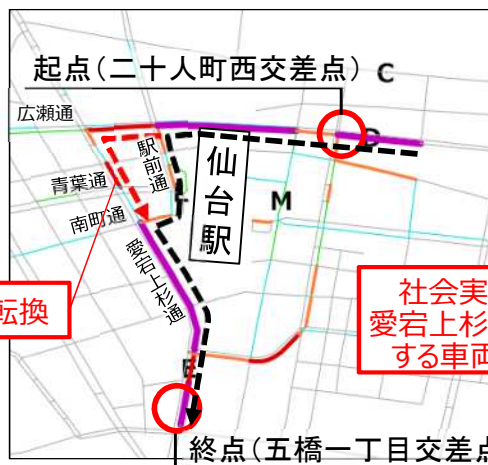 起点(二十人町西交差点)
C
広瀬通
駅前通
仙台駅
青葉通
M
南町通
愛宕上杉通
転換
社会実
愛宕上杉
する車両
E
終点(五橋一丁目交差点